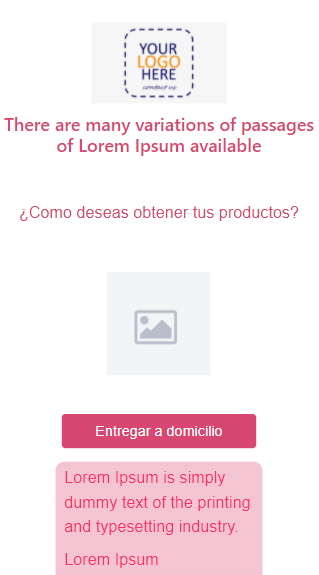 YOUR
LOGO
HERE
contact us
There are many variations of passages
of Lorem Ipsum available
¿Como deseas obtener tus productos?
Entregar a domicilio
Lorem Ipsum is simply
dummy text of the printing
and typesetting industry.
Lorem Ipsum